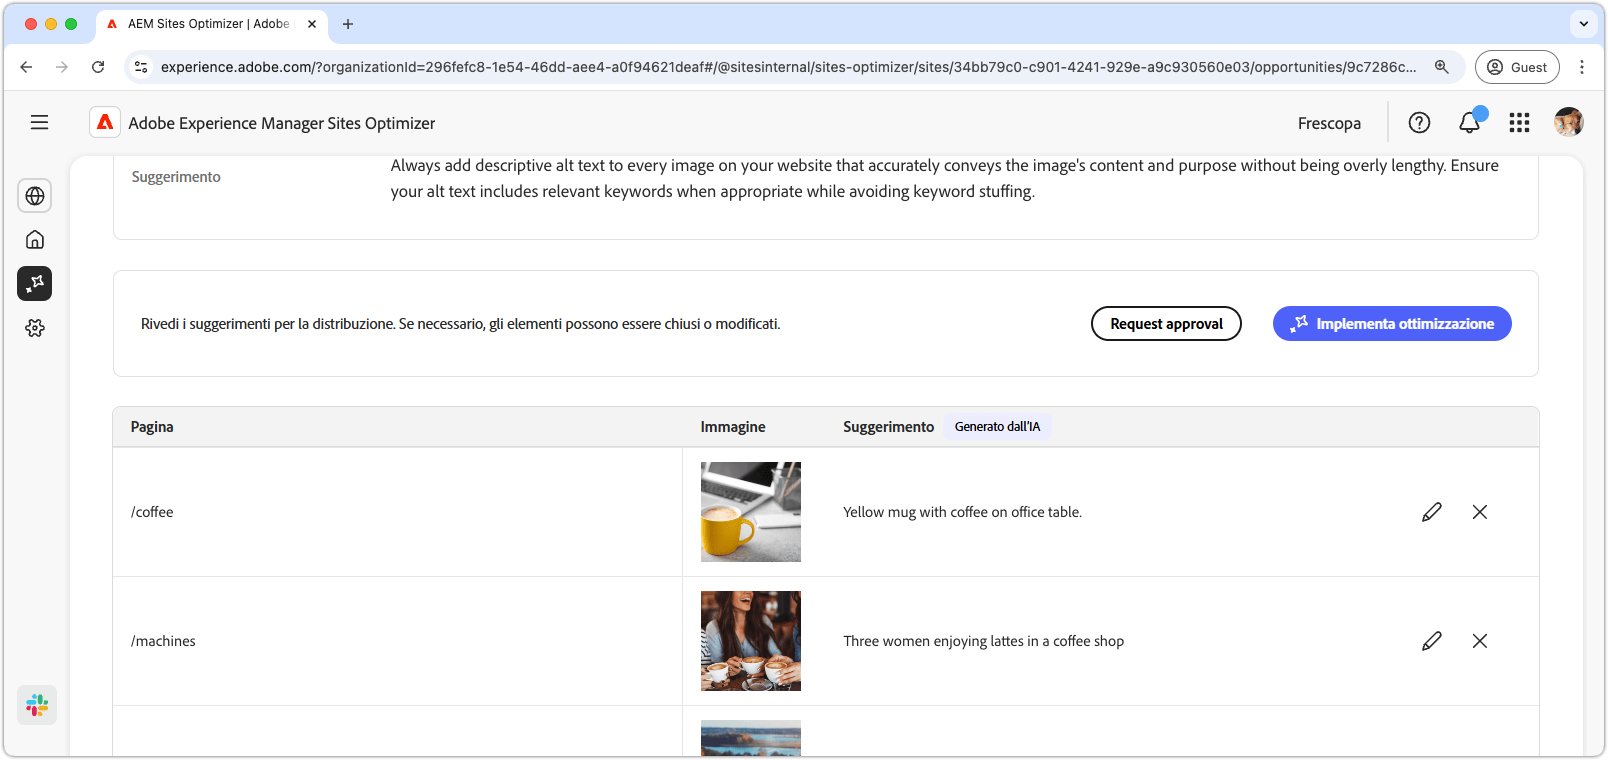 AEM Sites Optimizer | Adobe
experience.adobe.com/?organizationId=296fefc8-1e54-46dd-aee4-a0f94621deaf#/@sitesinternal/sites-optimizer/sites/34bb79c0-c901-4241-929e-a9c930560e03/opportunities/9c7286c...
Guest
Adobe Experience Manager Sites Optimizer
Frescopa
Suggerimento
Always add descriptive alt text to every image on your website that accurately conveys the image's content and purpose without being overly lengthy. Ensure
your alt text includes relevant keywords when appropriate while avoiding keyword stuffing.
Rivedi i suggerimenti per la distribuzione. Se necessario, gli elementi possono essere chiusi o modificati.
Request approval
Implementa ottimizzazione
Pagina
Immagine
Suggerimento
Generato dall'IA
/coffee
Yellow mug with coffee on office table.
/machines
Three women enjoying lattes in a coffee shop